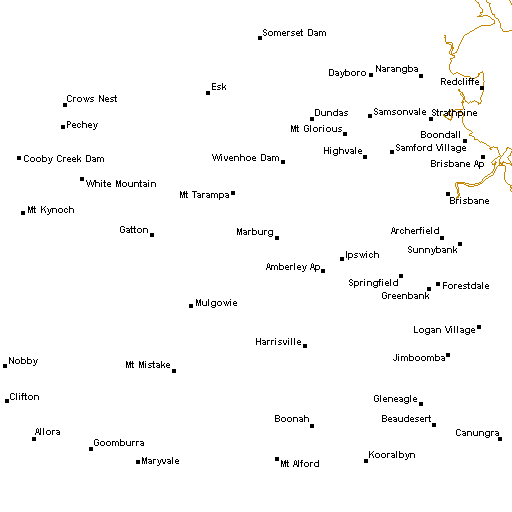 Somerset Dam
Dayboro
Narangba
Redcliffe
Esk
Crows Nest
Dundas
Samsonvale
Strathpine
Pechey
Mt Glorious
Boondall
Highvale
Samford Village
Cooby Creek Dam
Wivenhoe Dam
Brisbane Ap
White Mountain
Mt Tarampa
Brisbane
Mt Kynoch
Gatton
Marburg
Archerfield
Sunnybank
Ipswich
Amberley Ap
Springfield
Forestdale
Greenbank
Mulgowie
Logan Village
Harrisville
Jimboomba
Nobby
Mt Mistake
Clifton
Gleneagle
Boonah
Beaudesert
Allora
Canungra
Goomburra
Kooralbyn
Maryvale
Mt Alford